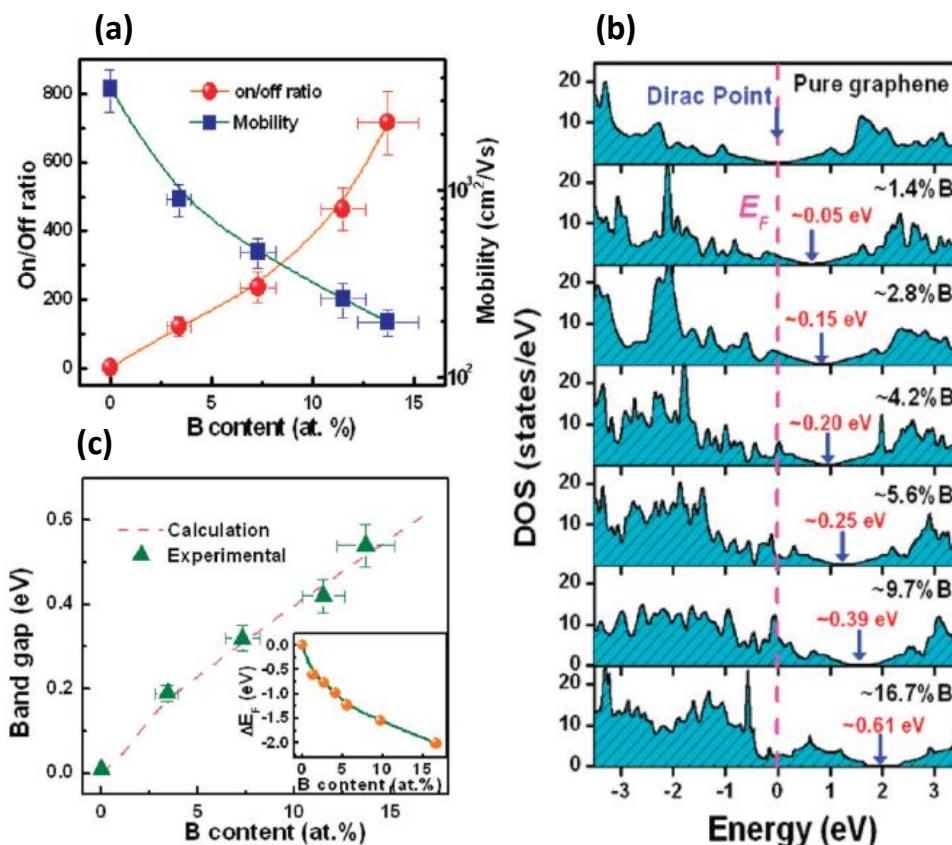 (a)
800
600
400
200
0
On/Off ratio
on/off ratio
Mobility
10³
10²
Mobility (cm²/Vs)
0 5 10 15
B content (at. %)
(b)
20
10
Dirac Point
Pure graphene
20
10
E_F
~1.4% B
~0.05 eV
20
10
~2.8% B
~0.15 eV
20
10
~4.2% B
~0.20 eV
20
10
~5.6% B
~0.25 eV
20
10
0
~9.7% B
~0.39 eV
20
10
0
~16.7% B
~0.61 eV
DOS (states/eV)
-3 -2 -1 0 1 2 3
Energy (eV)
(c)
0.6
0.4
0.2
0.0
Band gap (eV)
Calculation
Experimental
0.0
-0.5
-1.0
-1.5
-2.0
ΔE_F (eV)
0 5 10 15
B content (at.%)
0 5 10 15
B content (at.%)